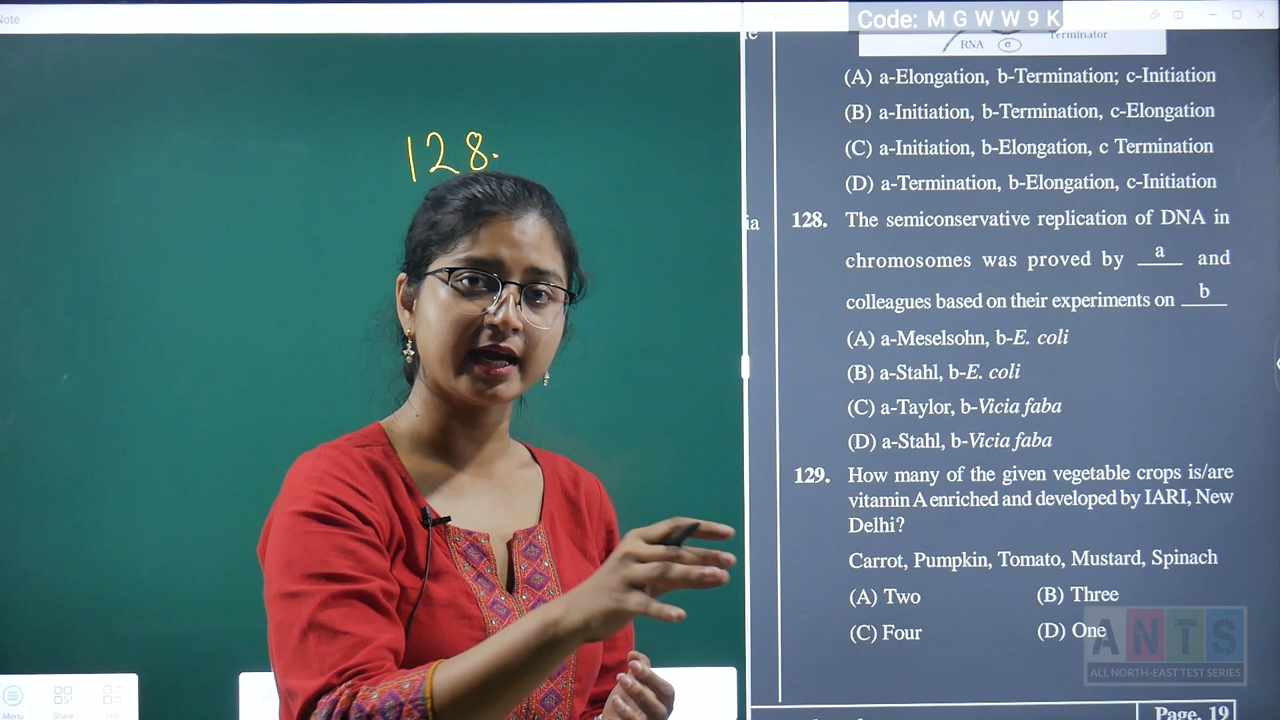 Note
Code: M G W W 9 K
RNA
Terminator
(A) a-Elongation, b-Termination; c-Initiation
(B) a-Initiation, b-Termination, c-Elongation
(C) a-Initiation, b-Elongation, c Termination
(D) a-Termination, b-Elongation, c-Initiation
128.
128. The semiconservative replication of DNA in
chromosomes was proved by __a__ and
colleagues based on their experiments on __b__
(A) a-Meselsohn, b-E. coli
(B) a-Stahl, b-E. coli
(C) a-Taylor, b-Vicia faba
(D) a-Stahl, b-Vicia faba
129. How many of the given vegetable crops is/are
vitamin A enriched and developed by IARI, New
Delhi?
Carrot, Pumpkin, Tomato, Mustard, Spinach
(A) Two (B) Three
(C) Four (D) One
ANTS
ALL NORTH-EAST TEST SERIES
Menu Share
Page. 19